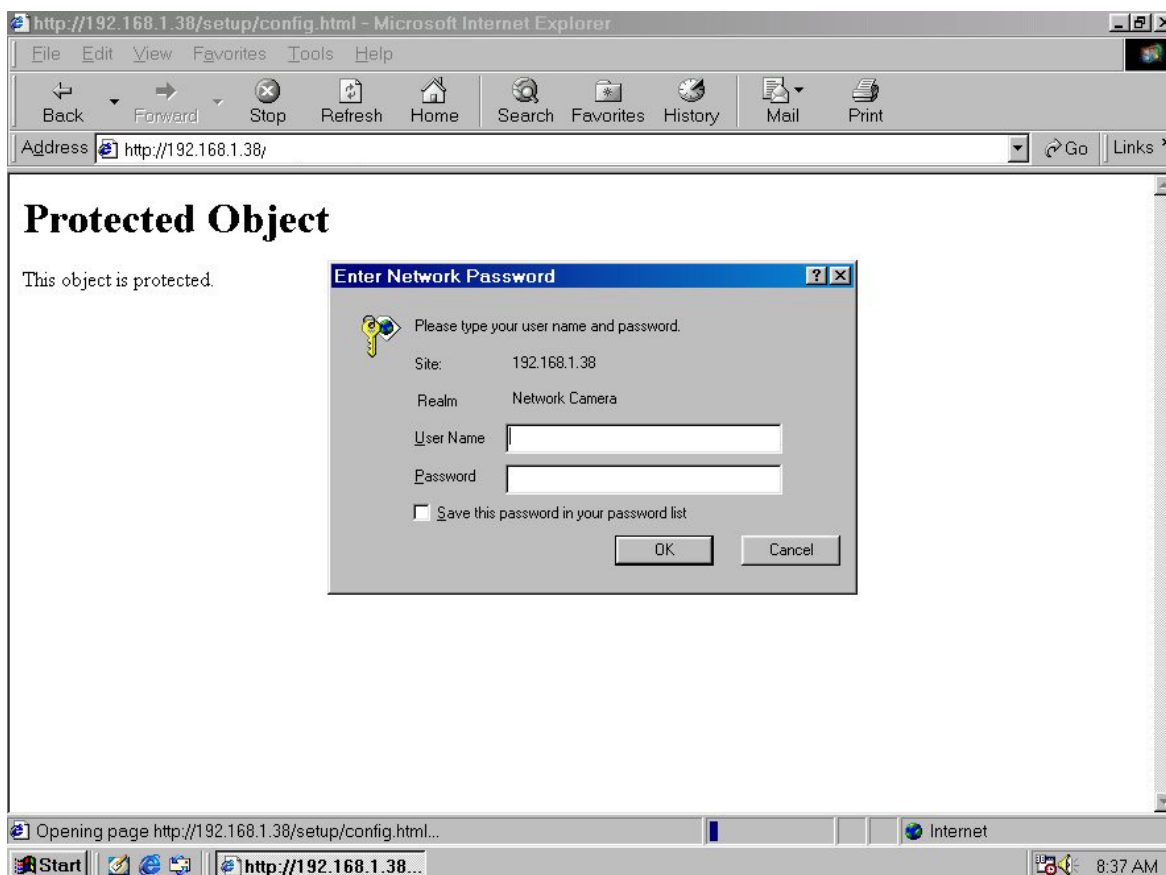 http://192.168.1.38/setup/config.html - Microsoft Internet Explorer
File Edit View Favorites Tools Help
Back Forward Stop Refresh Home Search Favorites History Mail Print
Address http://192.168.1.38/ Go Links
Protected Object
This object is protected.
Enter Network Password
Please type your user name and password.
Site: 192.168.1.38
Realm Network Camera
User Name
Password
Save this password in your password list
OK Cancel
Opening page http://192.168.1.38/setup/config.html... Internet
Start http://192.168.1.38... 8:37 AM